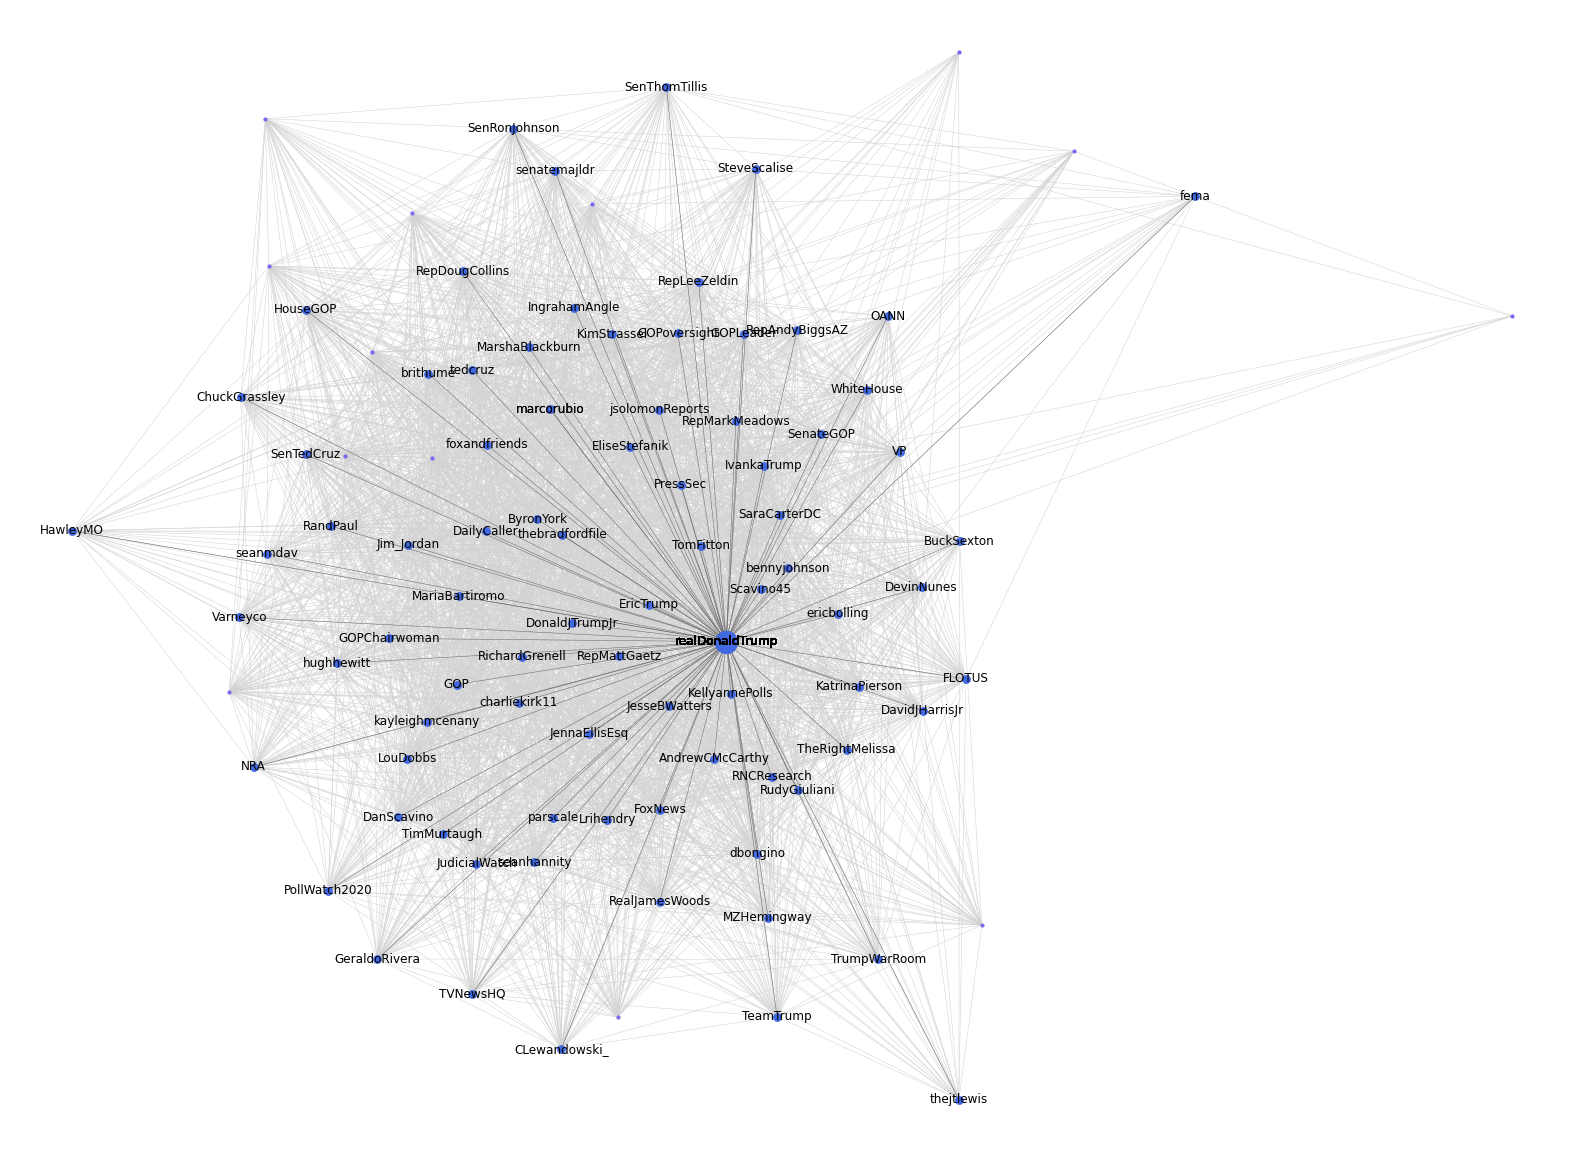 SenThomTillis
SenRonJohnson
senatemajldr
SteveScalise
fema
RepDougCollins
RepLeeZeldin
HouseGOP
IngrahamAngle
OANN
KimStrassel
GOPoversight
GOPLeader
RepAndyBiggsAZ
MarshaBlackburn
brithume
tedcruz
WhiteHouse
ChuckGrassley
marcorubio
jsolomonReports
RepMarkMeadows
SenateGOP
foxandfriends
EliseStefanik
VP
SenTedCruz
IvankaTrump
PressSec
SaraCarterDC
HawleyMO
RandPaul
ByronYork
DailyCaller
thebradfordfile
BuckSexton
Jim_Jordan
TomFitton
seanmdav
bennyjohnson
Scavino45
DevinNunes
MariaBartiromo
EricTrump
ericbolling
Varneyco
DonaldJTrumpJr
GOPChairwoman
realDonaldTrump
hughhewitt
RichardGrenell
RepMattGaetz
FLOTUS
GOP
KatrinaPierson
KellyannePolls
charliekirk11
JesseBWatters
DavidJHarrisJr
kayleighmcenany
JennaEllisEsq
TheRightMelissa
LouDobbs
AndrewCMcCarthy
NRA
RNCResearch
RudyGiuliani
FoxNews
DanScavino
parscale
Lrihendry
TimMurtaugh
dbongino
JudicialWatch
seanhannity
PollWatch2020
RealJamesWoods
MZHemingway
GeraldoRivera
TrumpWarRoom
TVNewsHQ
TeamTrump
CLewandowski_
thejtlewis